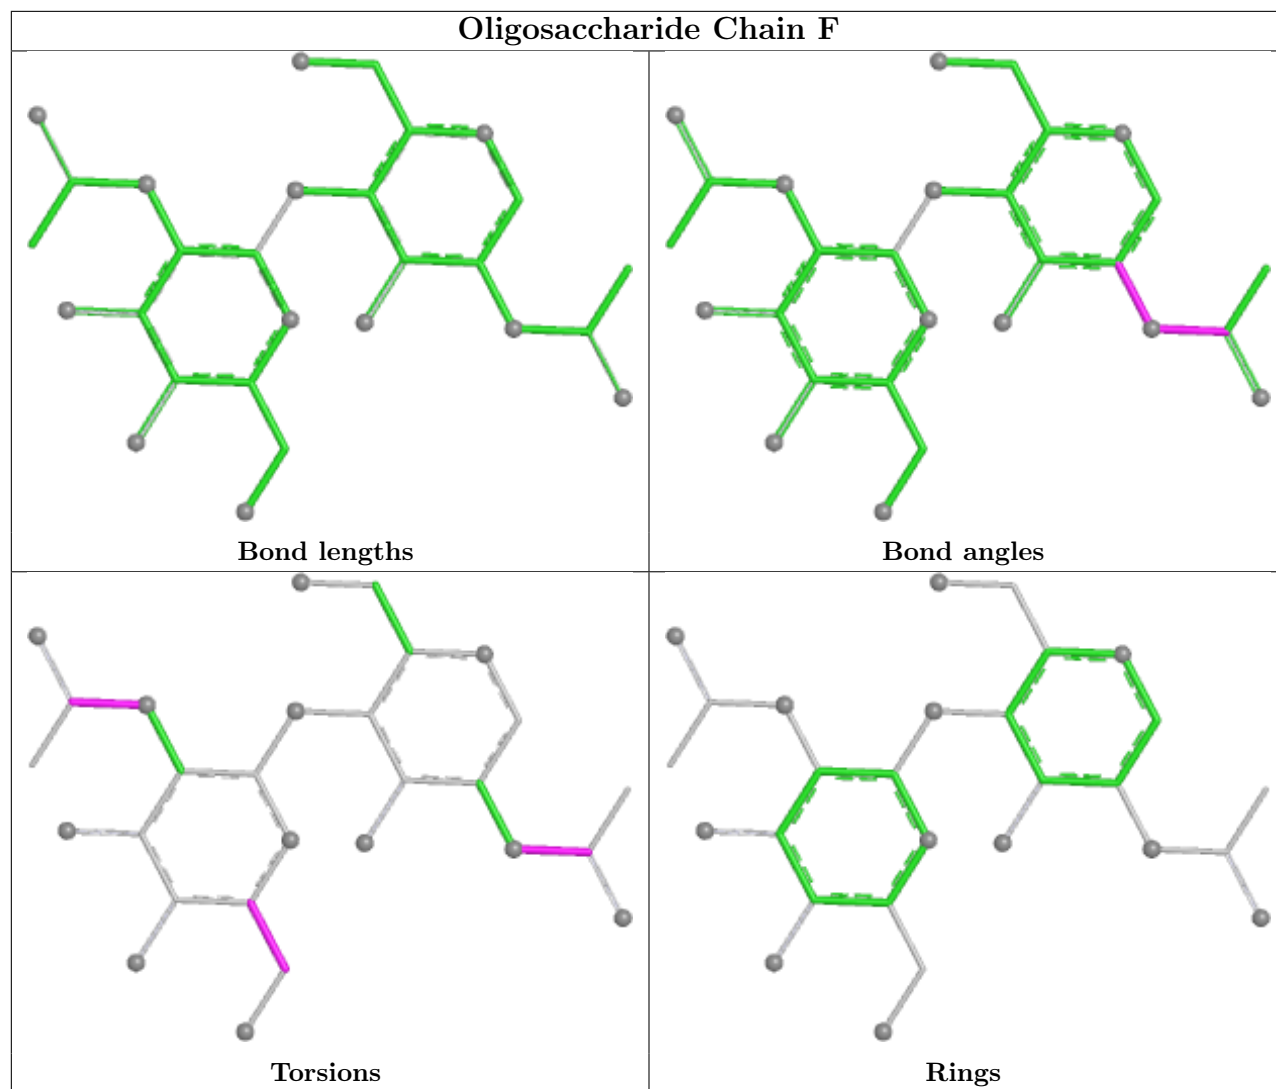 Oligosaccharide Chain F
Bond lengths
Bond angles
Torsions
Rings